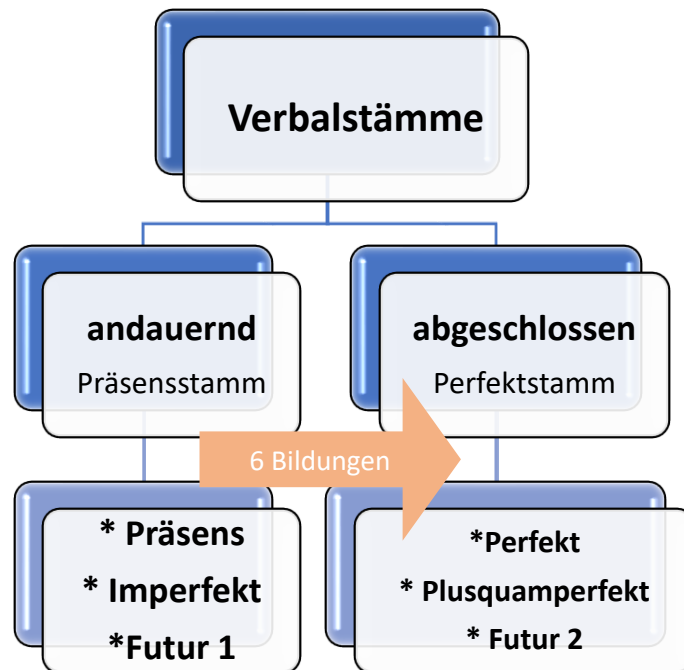 Verbalstämme
andauernd
Präsensstamm
abgeschlossen
Perfektstamm
6 Bildungen
* Präsens
* Imperfekt
*Futur 1
*Perfekt
* Plusquamperfekt
* Futur 2